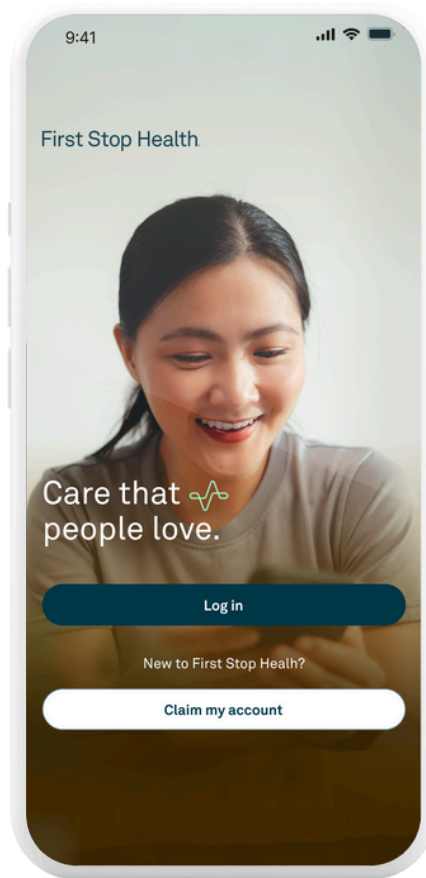 9:41
First Stop Health
Care that
people love.
Log in
New to First Stop Healh?
Claim my account